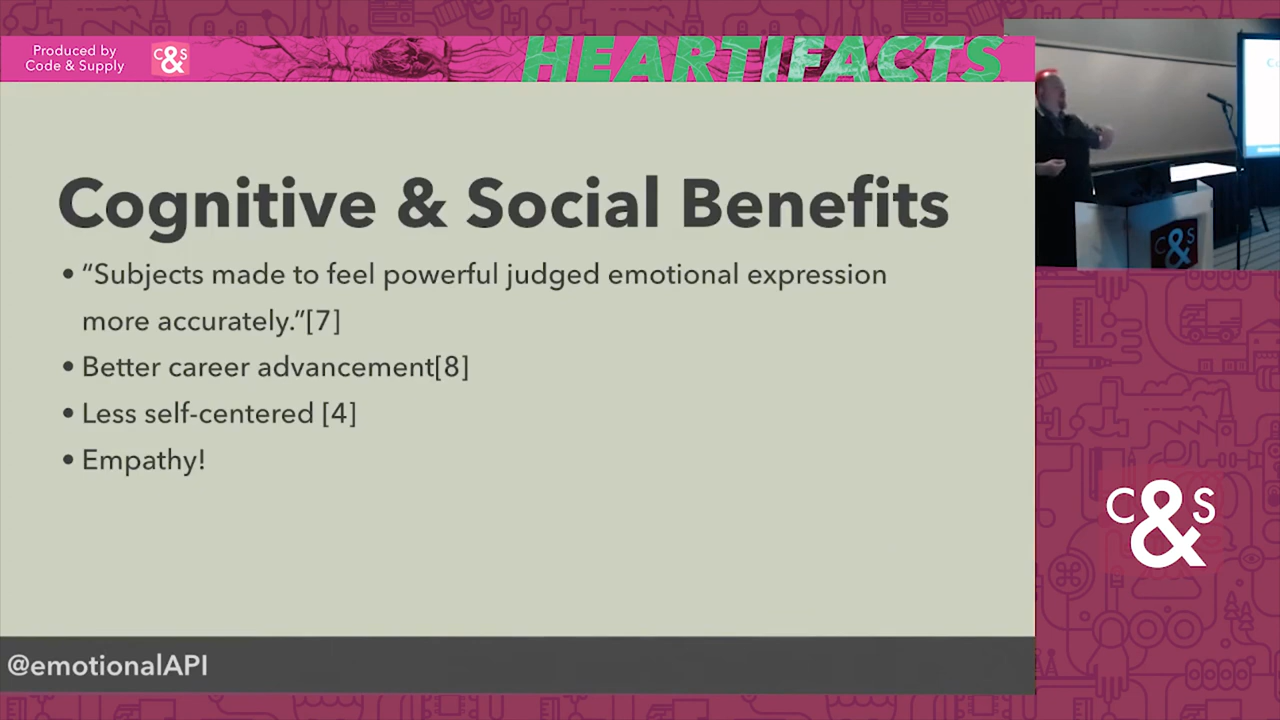 Produced by
Code & Supply
C&S
HEARTIFACTS
Cognitive & Social Benefits
• “Subjects made to feel powerful judged emotional expression
more accurately.”[7]
• Better career advancement[8]
• Less self-centered [4]
• Empathy!
@emotionalAPI
C&S
C&S